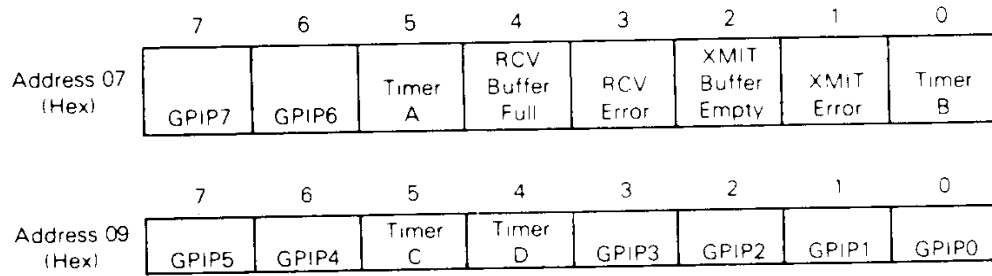 7 6 5 4 3 2 1 0
Address 07
(Hex)
GPIP7
GPIP6
Timer
A
RCV
Buffer
Full
RCV
Error
XMIT
Buffer
Empty
XMIT
Error
Timer
B
7 6 5 4 3 2 1 0
Address 09
(Hex)
GPIP5
GPIP4
Timer
C
Timer
D
GPIP3
GPIP2
GPIP1
GPIP0